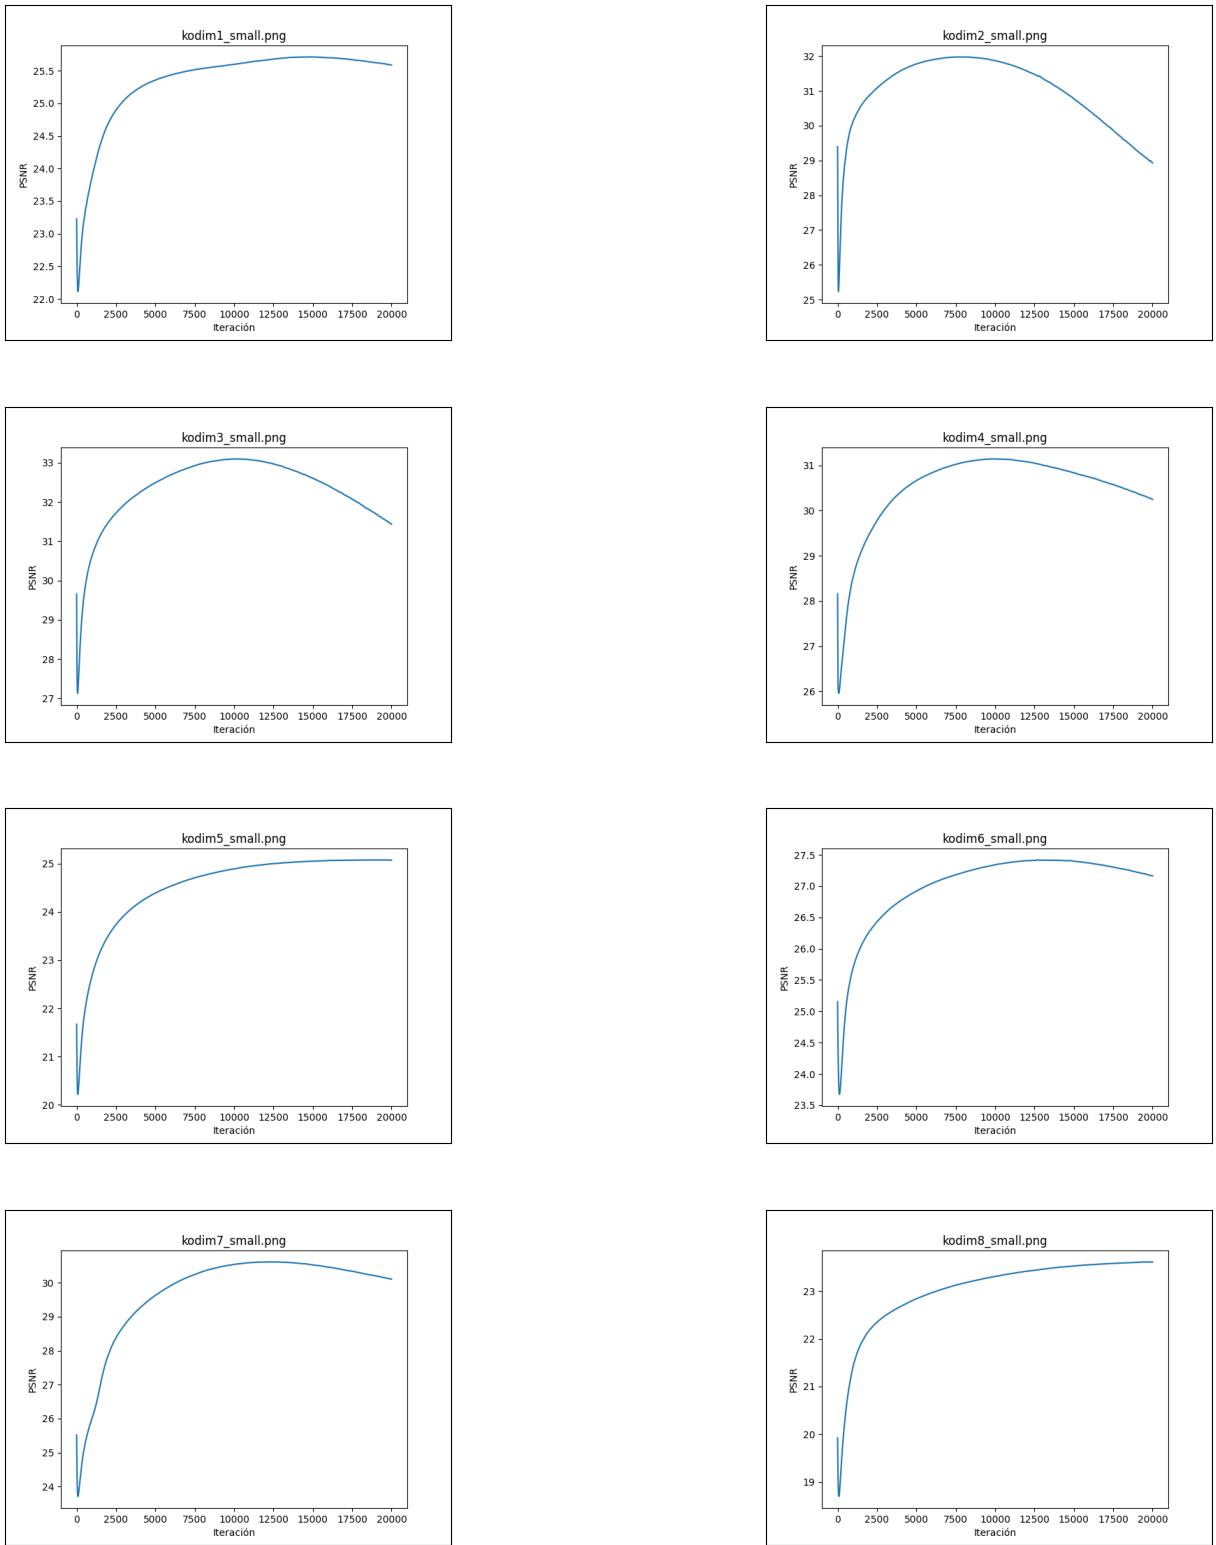 kodim1_small.png
25.5
25.0
24.5
24.0
23.5
23.0
22.5
22.0
PSNR
0 2500 5000 7500 10000 12500 15000 17500 20000
Iteración
kodim2_small.png
32
31
30
29
28
27
26
25
PSNR
0 2500 5000 7500 10000 12500 15000 17500 20000
Iteración
kodim3_small.png
33
32
31
30
29
28
27
PSNR
0 2500 5000 7500 10000 12500 15000 17500 20000
Iteración
kodim4_small.png
31
30
29
28
27
26
PSNR
0 2500 5000 7500 10000 12500 15000 17500 20000
Iteración
kodim5_small.png
25
24
23
22
21
20
PSNR
0 2500 5000 7500 10000 12500 15000 17500 20000
Iteración
kodim6_small.png
27.5
27.0
26.5
26.0
25.5
25.0
24.5
24.0
23.5
PSNR
0 2500 5000 7500 10000 12500 15000 17500 20000
Iteración
kodim7_small.png
30
29
28
27
26
25
24
PSNR
0 2500 5000 7500 10000 12500 15000 17500 20000
Iteración
kodim8_small.png
23
22
21
20
19
PSNR
0 2500 5000 7500 10000 12500 15000 17500 20000
Iteración